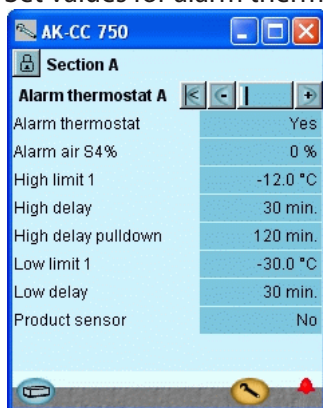 Set values for alarm therm
AK-CC 750
Section A
Alarm thermostat A
Alarm thermostat Yes
Alarm air S4% 0 %
High limit 1 -12.0 °C
High delay 30 min.
High delay pulldown 120 min.
Low limit 1 -30.0 °C
Low delay 30 min.
Product sensor No